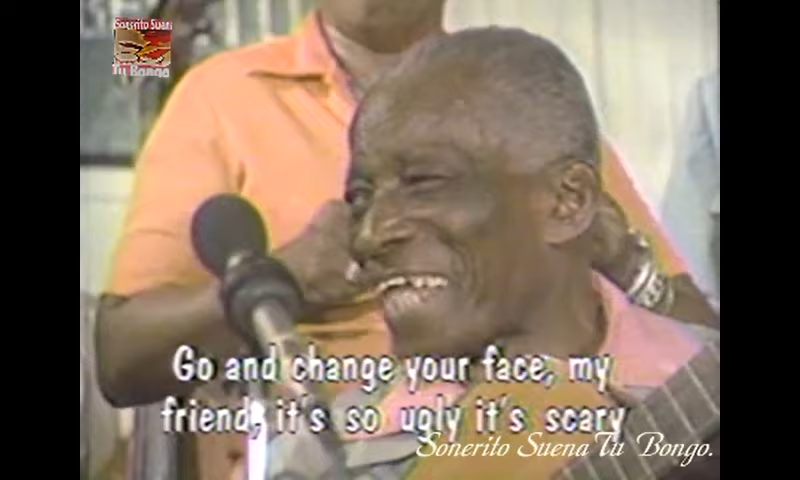 Sonerito Suena
Tu Bongo
Go and change your face, my
friend, it's so ugly it's scary
Sonerito Suena Tu Bongo.